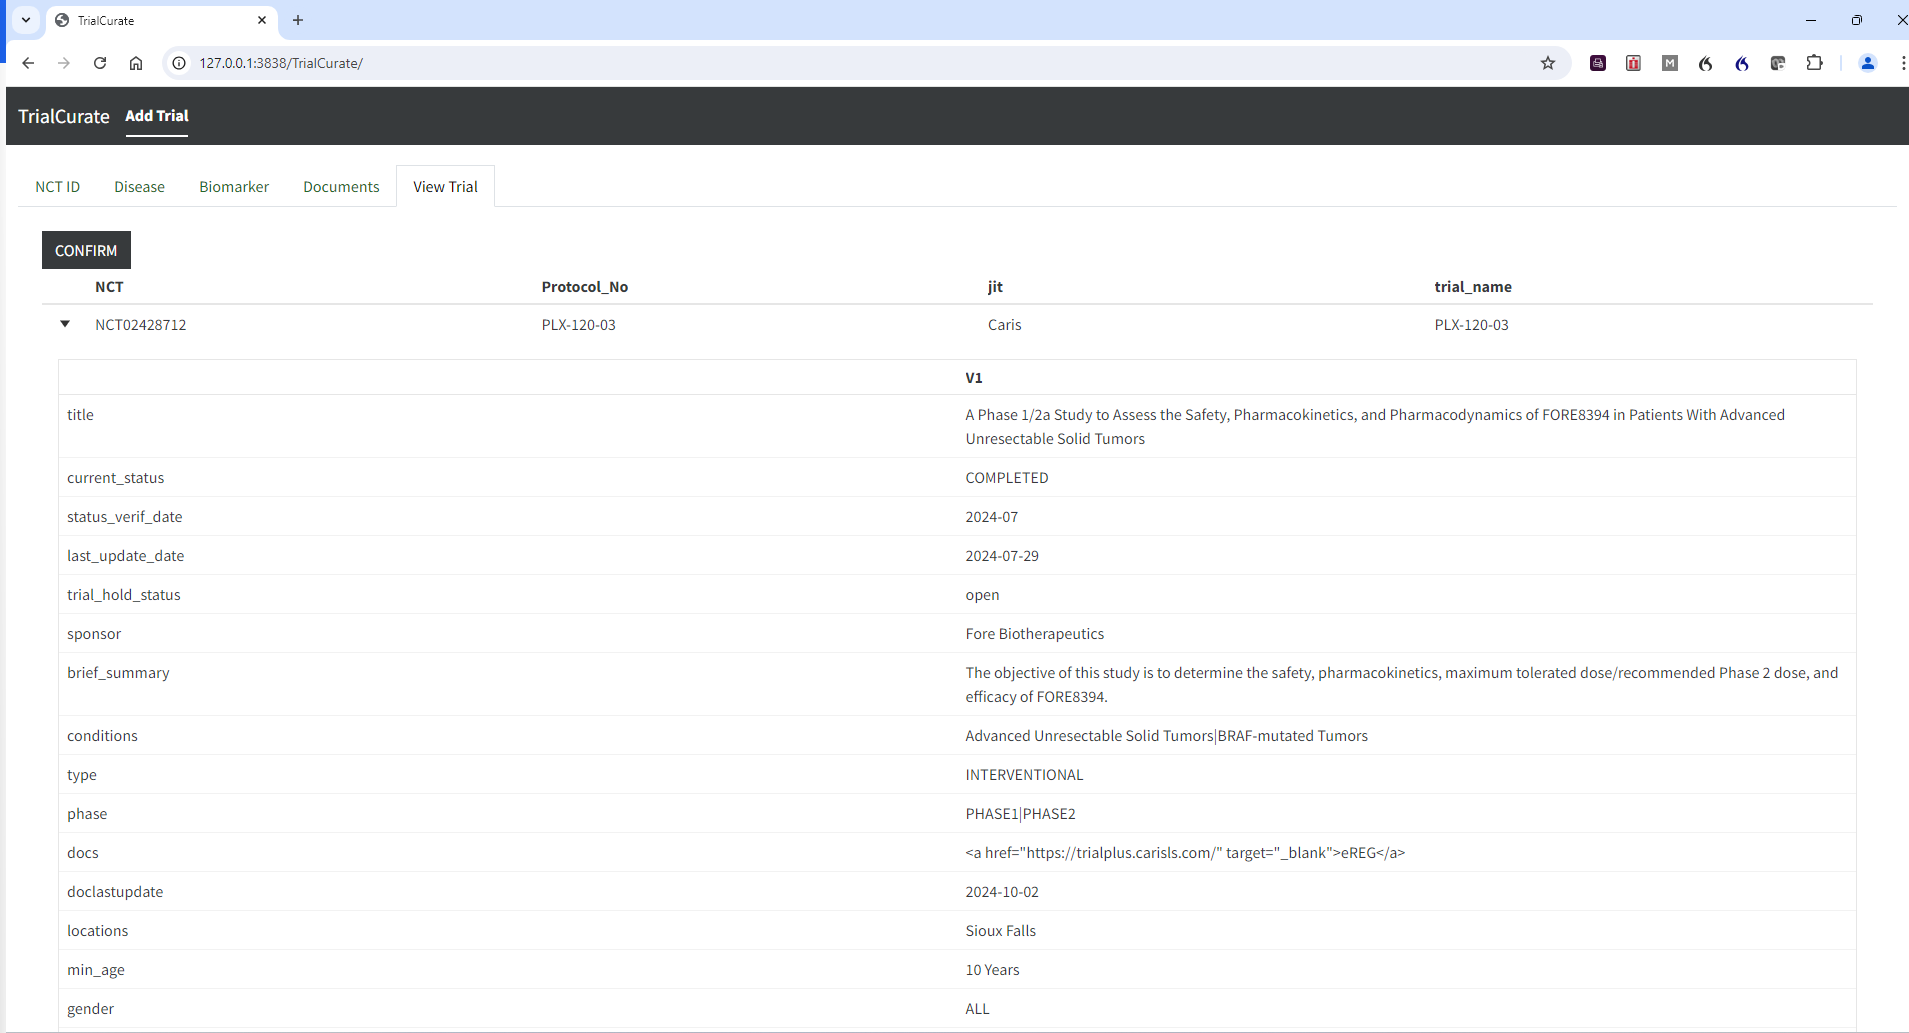 TrialCurate
127.0.0.1:3838/TrialCurate/
M
TrialCurate Add Trial
NCT ID Disease Biomarker Documents View Trial
CONFIRM
NCT Protocol_No jit trial_name
NCT02428712 PLX-120-03 Caris PLX-120-03
V1
title A Phase 1/2a Study to Assess the Safety, Pharmacokinetics, and Pharmacodynamics of FORE8394 in Patients With Advanced
Unresectable Solid Tumors
current_status COMPLETED
status_verif_date 2024-07
last_update_date 2024-07-29
trial_hold_status open
sponsor Fore Biotherapeutics
brief_summary The objective of this study is to determine the safety, pharmacokinetics, maximum tolerated dose/recommended Phase 2 dose, and
efficacy of FORE8394.
conditions Advanced Unresectable Solid Tumors|BRAF-mutated Tumors
type INTERVENTIONAL
phase PHASE1|PHASE2
docs <a href="https://trialplus.carisls.com/" target="_blank">eREG</a>
doclastupdate 2024-10-02
locations Sioux Falls
min_age 10 Years
gender ALL